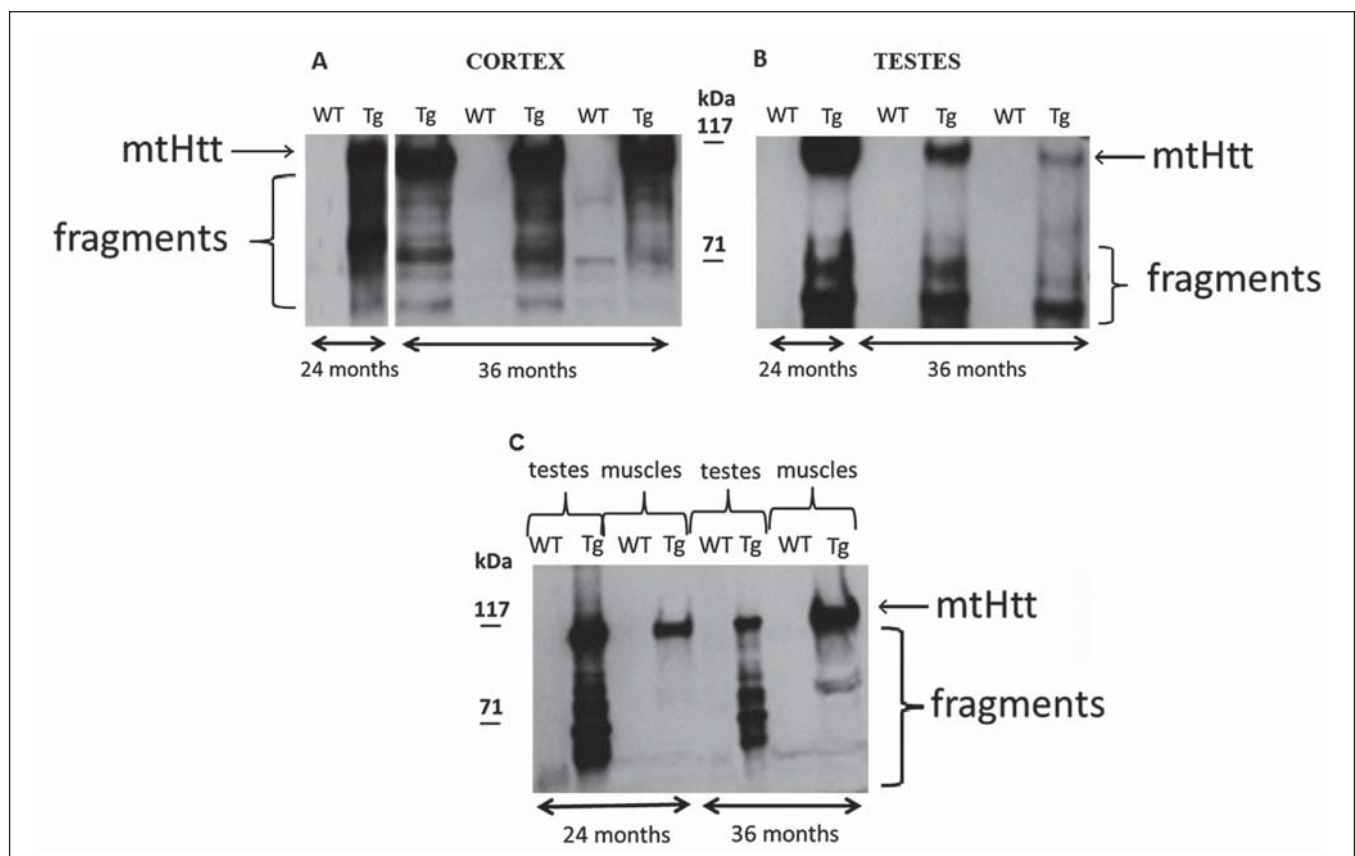 A CORTEX
WT Tg Tg WT Tg WT Tg
mtHtt
fragments
24 months 36 months
kDa
117
71
B TESTES
WT Tg WT Tg WT Tg
mtHtt
fragments
24 months 36 months
C
testes muscles testes muscles
WT Tg WT Tg WT Tg WT Tg
kDa
117
71
mtHtt
fragments
24 months 36 months